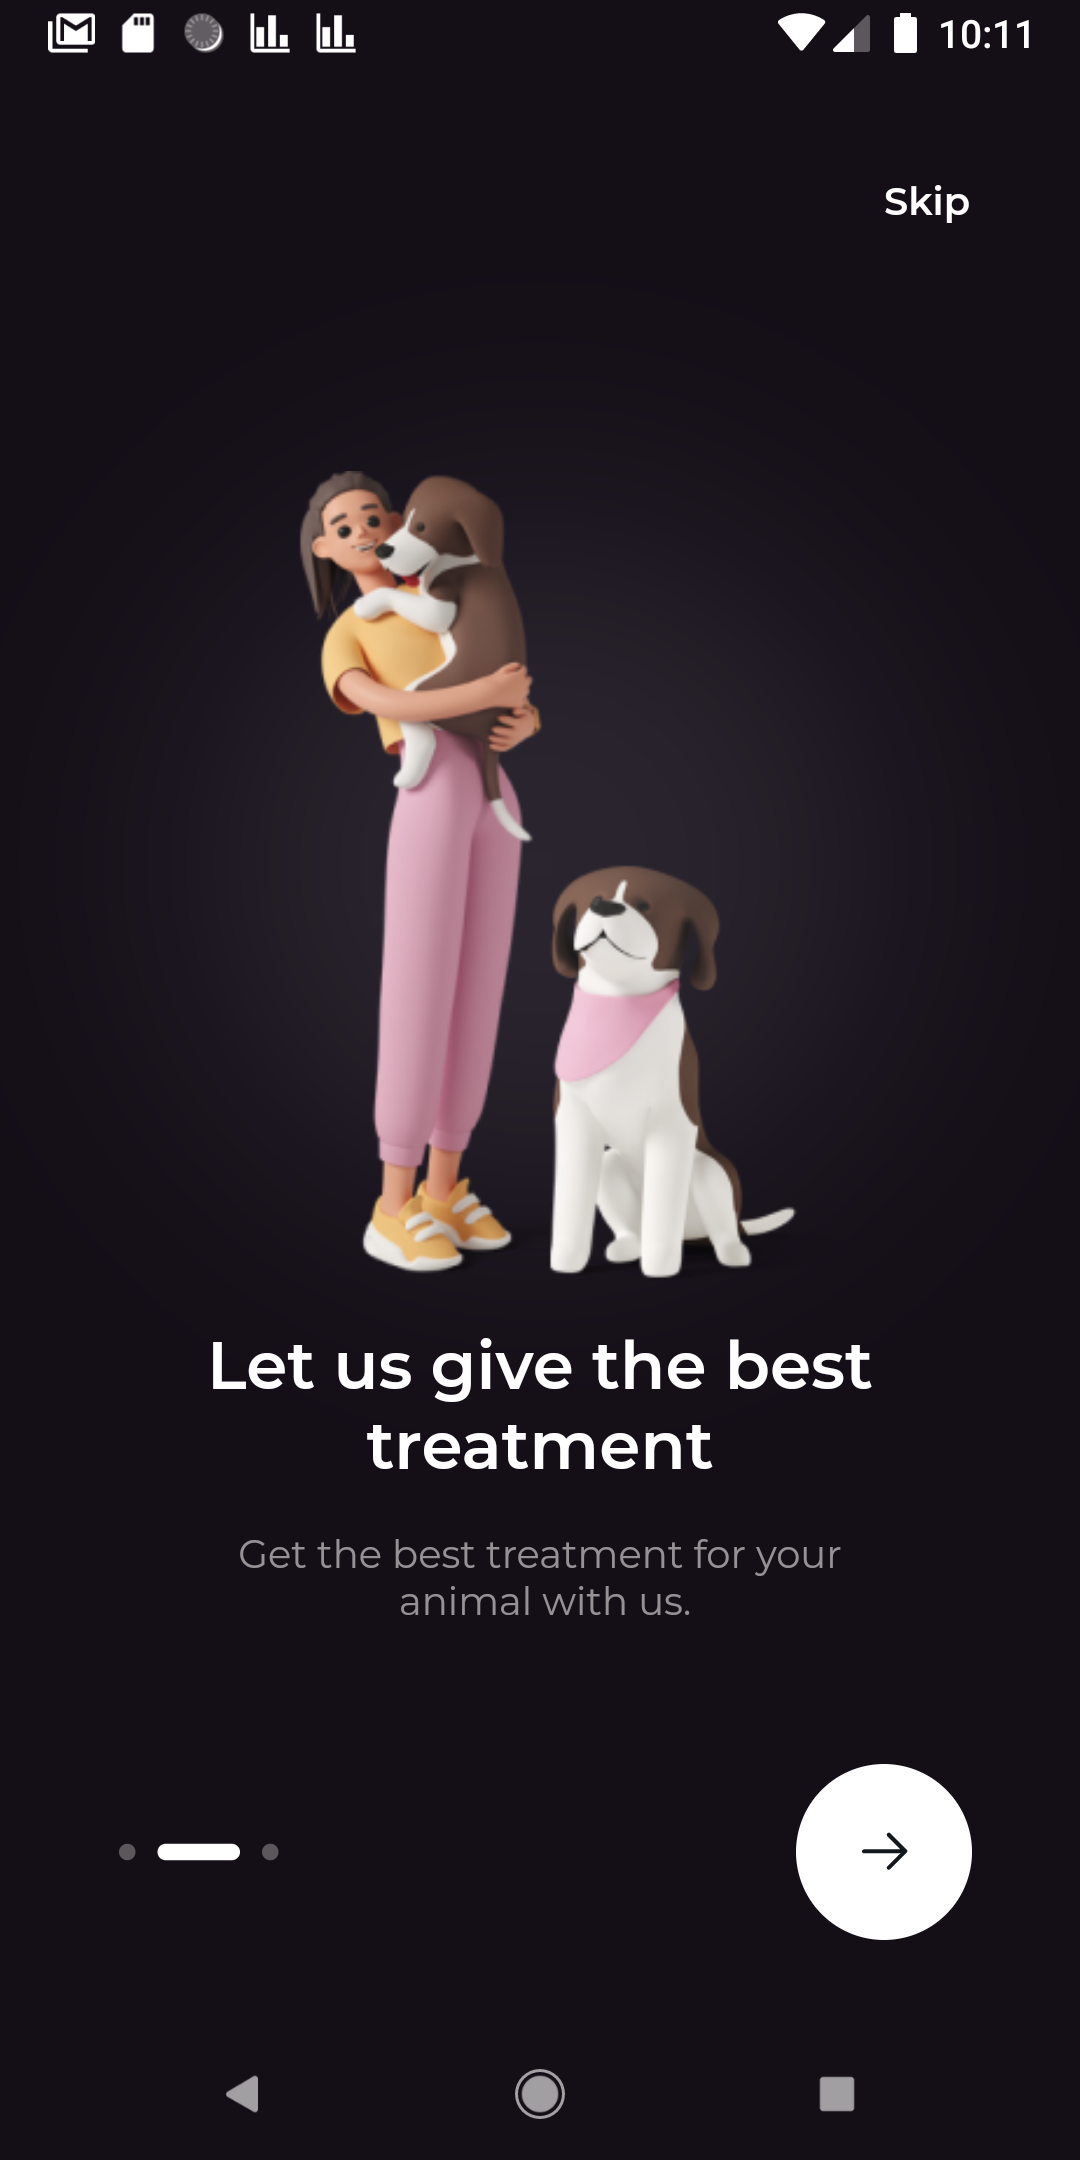 10:11
Skip
Let us give the best
treatment
Get the best treatment for your
animal with us.